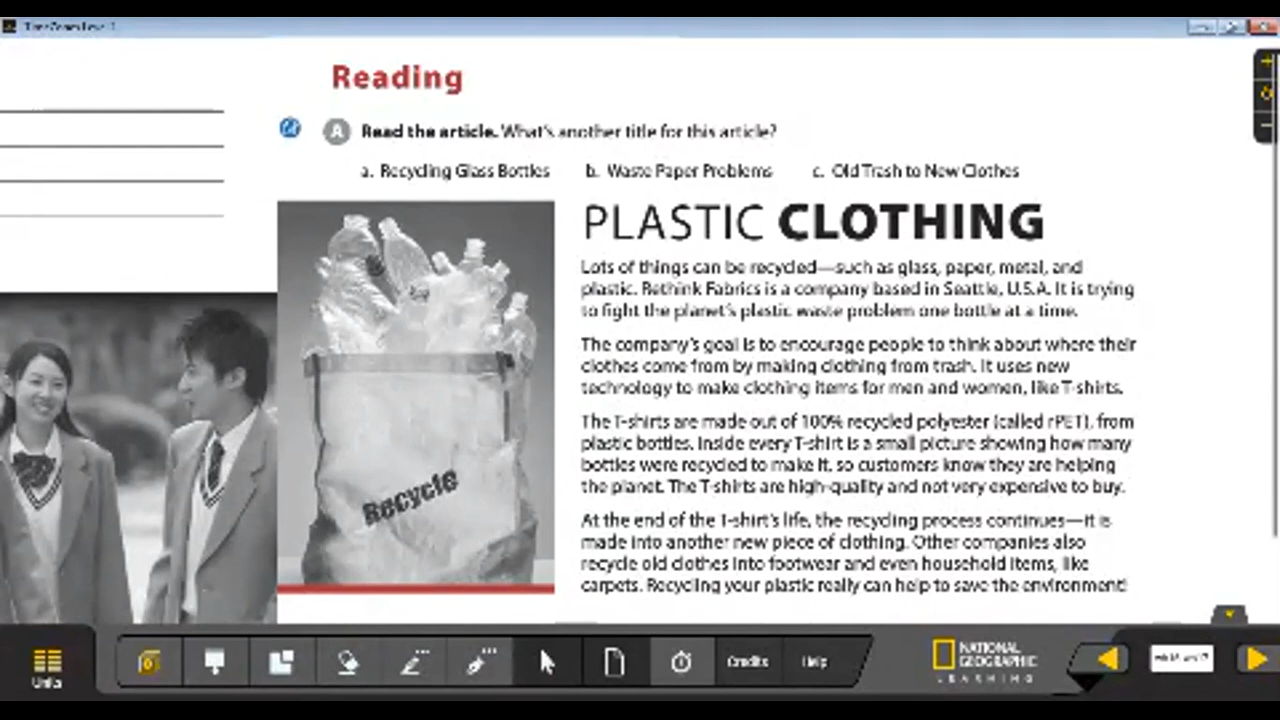 Reading
A Read the article. What's another title for this article?
a. Recycling Glass Bottles b. Waste Paper Problems c. Old Trash to New Clothes
PLASTIC CLOTHING
Lots of things can be recycled—such as glass, paper, metal, and
plastic. Rethink Fabrics is a company based in Seattle, U.S.A. It is trying
to fight the planet's plastic waste problem one bottle at a time.
The company's goal is to encourage people to think about where their
clothes come from by making clothing from trash. It uses new
technology to make clothing items for men and women, like T-shirts.
The T-shirts are made out of 100% recycled polyester (called rPET), from
plastic bottles. Inside every T-shirt is a small picture showing how many
bottles were recycled to make it, so customers know they are helping
the planet. The T-shirts are high-quality and not very expensive to buy.
At the end of the T-shirt's life, the recycling process continues—it is
made into another new piece of clothing. Other companies also
recycle old clothes into footwear and even household items, like
carpets. Recycling your plastic really can help to save the environment!
Recycle
Units
Credits Help
NATIONAL
GEOGRAPHIC
LEARNING